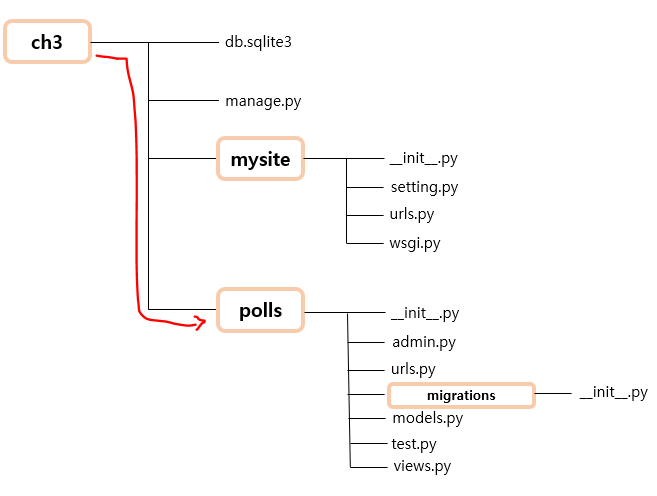 ch3
db.sqlite3
manage.py
mysite
__init__.py
setting.py
urls.py
wsgi.py
polls
__init__.py
admin.py
urls.py
migrations
__init__.py
models.py
test.py
views.py